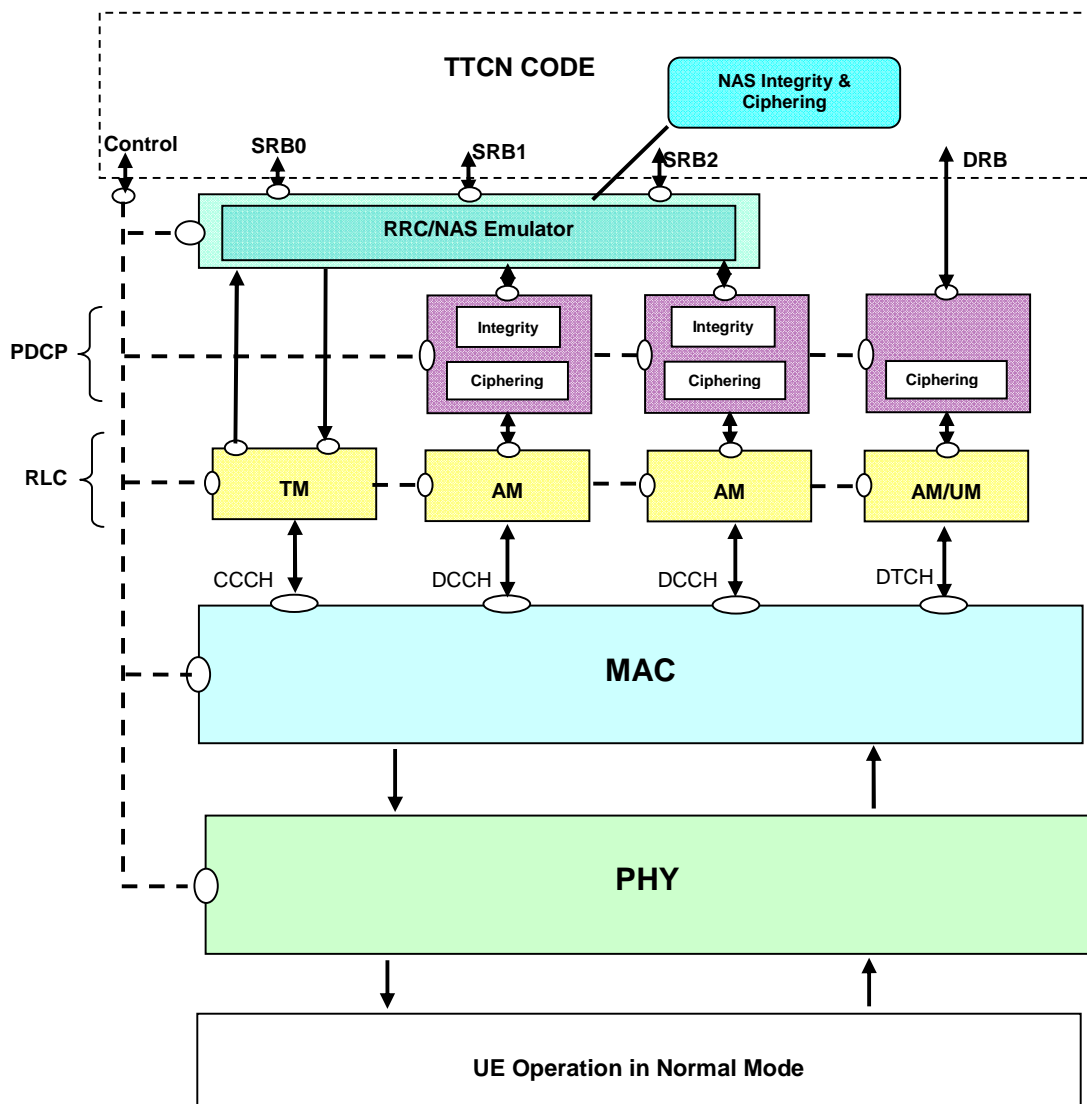 TTCN CODE
NAS Integrity &
Ciphering
Control
SRB0
SRB1
SRB2
DRB
RRC/NAS Emulator
PDCP
Integrity
Ciphering
Integrity
Ciphering
Ciphering
RLC
TM
AM
AM
AM/UM
CCCH
DCCH
DCCH
DTCH
MAC
PHY
UE Operation in Normal Mode